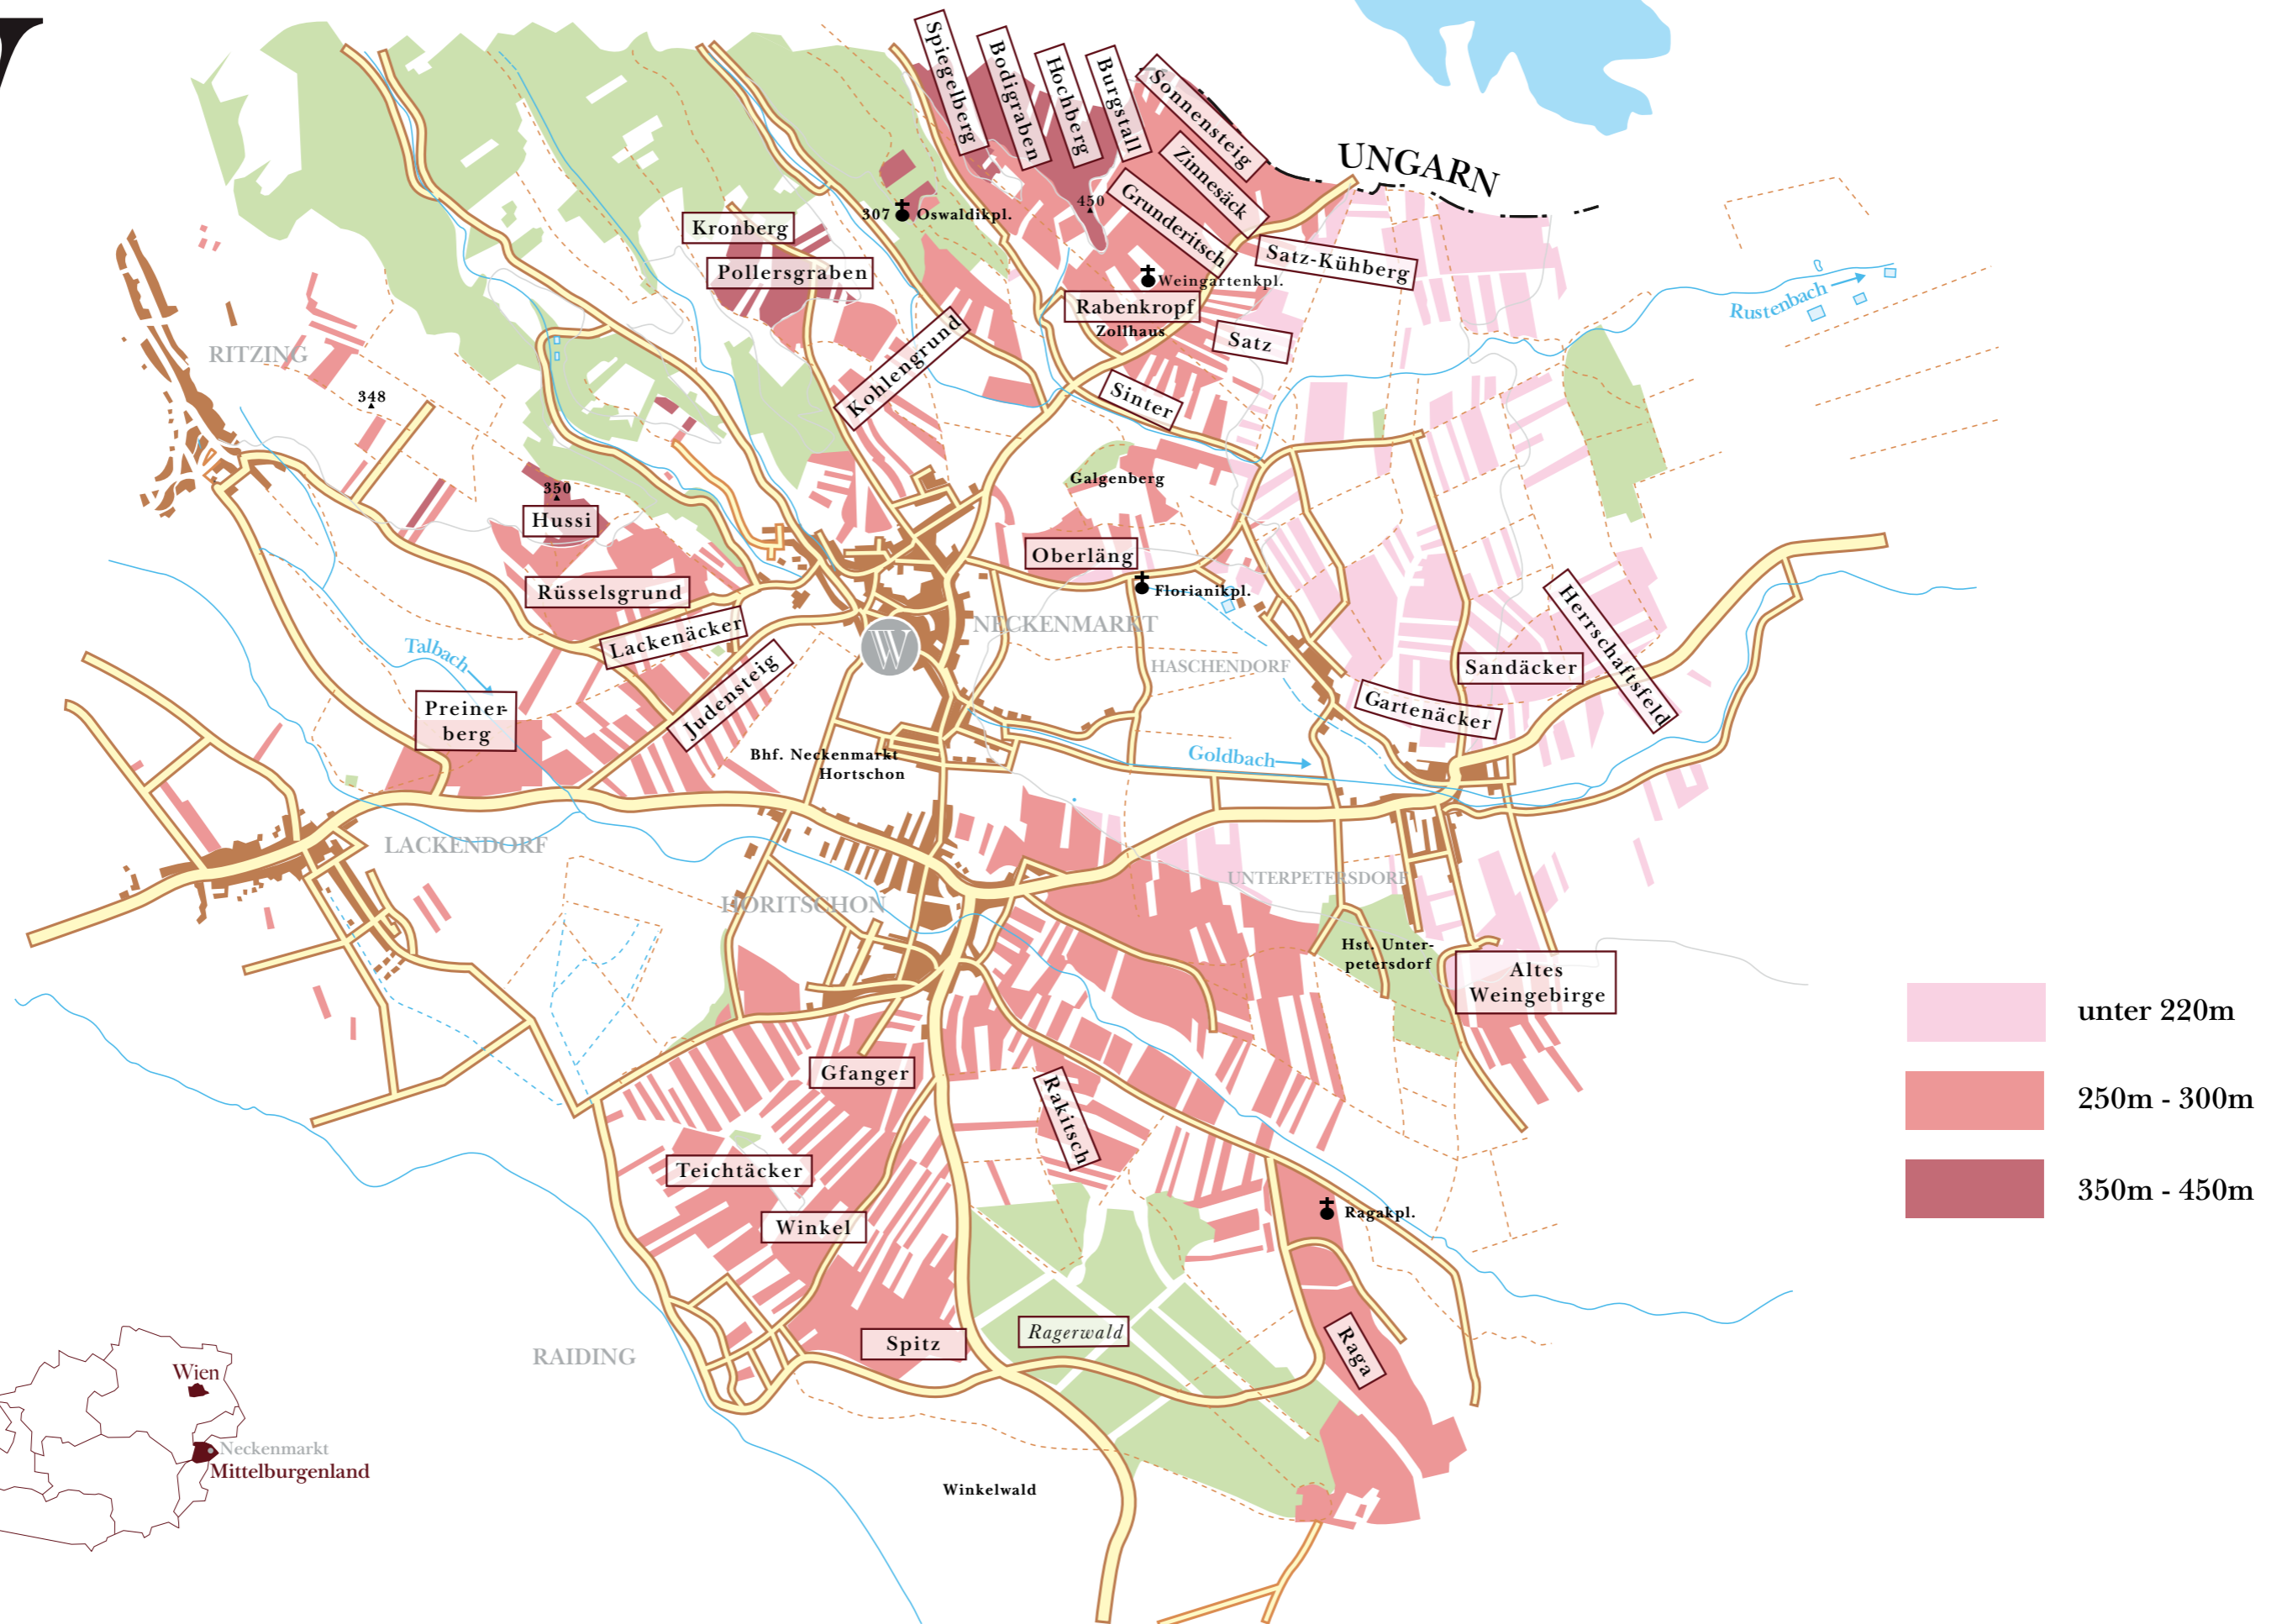 Spiegelberg
Bodigraben
Hochberg
Burgstall
Sonnensteig
Zinnesäck
Grunderitsch
UNGARN
450
307
Oswaldikpl.
Kronberg
Pollersgraben
Satz-Kühberg
Weingartenkpl.
Rabenkropf
Zollhaus
Satz
Rustenbach
RITZING
348
Kohlengrund
Sinter
Galgenberg
350
Hussi
Oberläng
Rüsselsgrund
Florianikpl.
Lackenäcker
NECKENMARKT
W
HASCHENDORF
Herrschaftsfeld
Sandäcker
Talbach
Judensteig
Gartenäcker
Preiner-
berg
Bhf. Neckenmarkt
Hortschon
Goldbach
LACKENDORF
UNTERPETERSDORF
HORITSCHON
Hst. Unter-
petersdorf
Altes
Weingebirge
unter 220m
250m - 300m
350m - 450m
Gfanger
Rakitsch
Teichtäcker
Winkel
Ragakpl.
Spitz
Ragerwald
Raga
RAIDING
Winkelwald
Wien
Neckenmarkt
Mittelburgenland